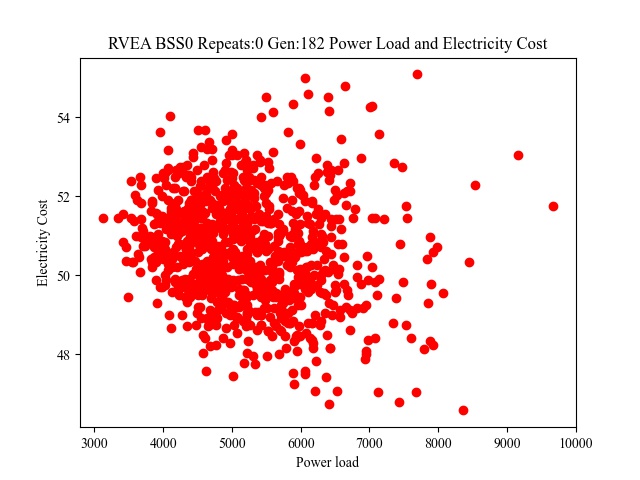 RVEA BSS0 Repeats:0 Gen:182 Power Load and Electricity Cost
54
52
50
48
Electricity Cost
3000 4000 5000 6000 7000 8000 9000 10000
Power load